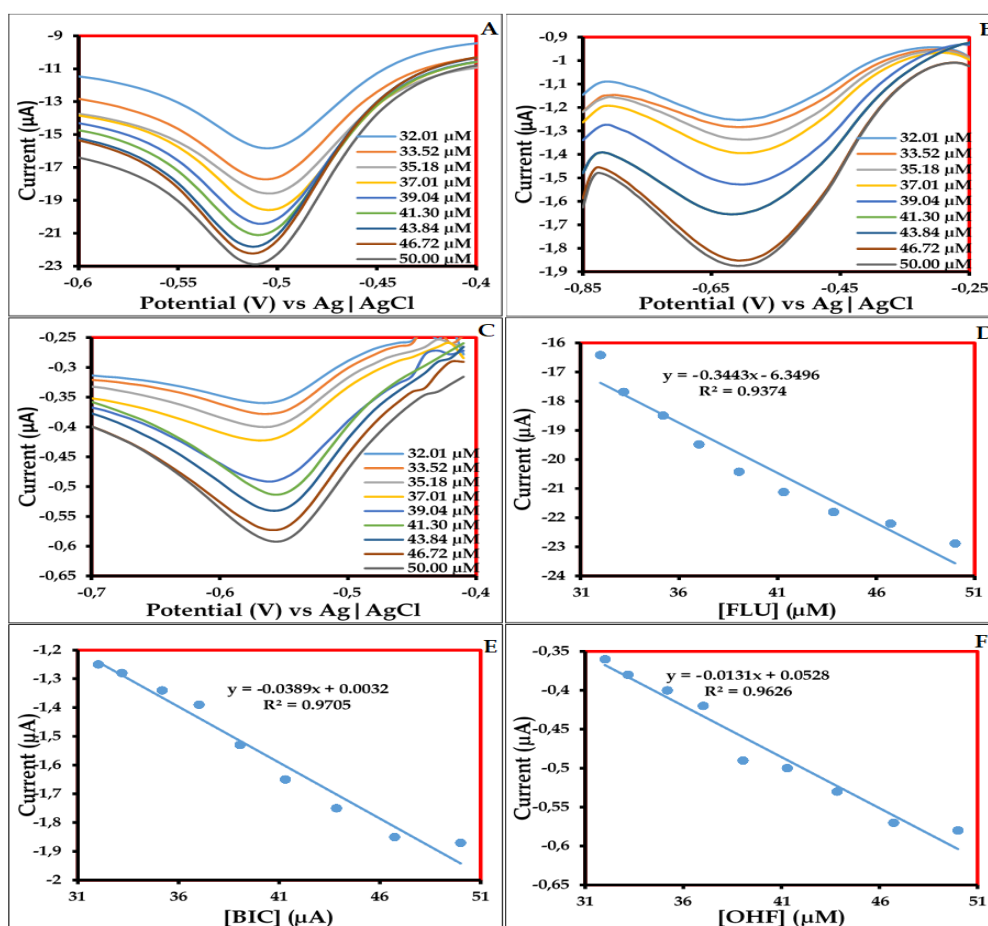 A
-9
-11
-13
-15
-17
-19
-21
-23
Current (µA)
32.01 µM
33.52 µM
35.18 µM
37.01 µM
39.04 µM
41.30 µM
43.84 µM
46.72 µM
50.00 µM
-0,6
-0,55
-0,5
-0,45
-0,4
Potential (V) vs Ag|AgCl
B
-0,9
-1
-1,1
-1,2
-1,3
-1,4
-1,5
-1,6
-1,7
-1,8
-1,9
Current (µA)
32.01 µM
33.52 µM
35.18 µM
37.01 µM
39.04 µM
41.30 µM
43.84 µM
46.72 µM
50.00 µM
-0,85
-0,65
-0,45
-0,25
Potential (V) vs Ag|AgCl
C
-0,25
-0,3
-0,35
-0,4
-0,45
-0,5
-0,55
-0,6
-0,65
Current (µA)
32.01 µM
33.52 µM
35.18 µM
37.01 µM
39.04 µM
41.30 µM
43.84 µM
46.72 µM
50.00 µM
-0,7
-0,6
-0,5
-0,4
Potential (V) vs Ag|AgCl
D
-16
-17
-18
-19
-20
-21
-22
-23
-24
Current (µA)
y = -0.3443x - 6.3496
R² = 0.9374
31
36
41
46
51
[FLU] (µM)
E
-1,2
-1,3
-1,4
-1,5
-1,6
-1,7
-1,8
-1,9
-2
Current (µA)
y = -0.0389x + 0.0032
R² = 0.9705
31
36
41
46
51
[BIC] (µA)
F
-0,35
-0,4
-0,45
-0,5
-0,55
-0,6
-0,65
Current (µA)
y = -0.0131x + 0.0528
R² = 0.9626
31
36
41
46
51
[OHF] (µM)